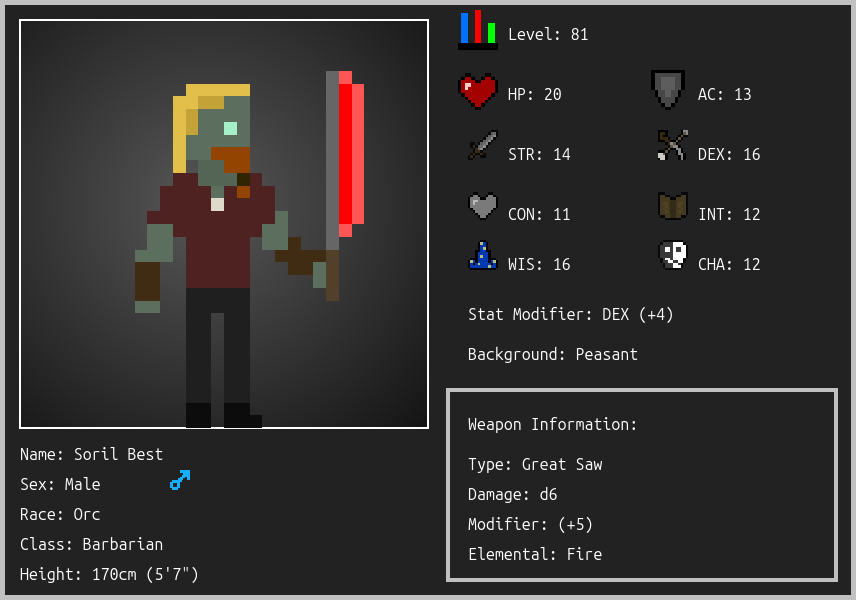 Level: 81
HP: 20
AC: 13
STR: 14
DEX: 16
CON: 11
INT: 12
WIS: 16
CHA: 12
Stat Modifier: DEX (+4)
Background: Peasant
Weapon Information:
Type: Great Saw
Damage: d6
Modifier: (+5)
Elemental: Fire
Name: Soril Best
Sex: Male
Race: Orc
Class: Barbarian
Height: 170cm (5'7")